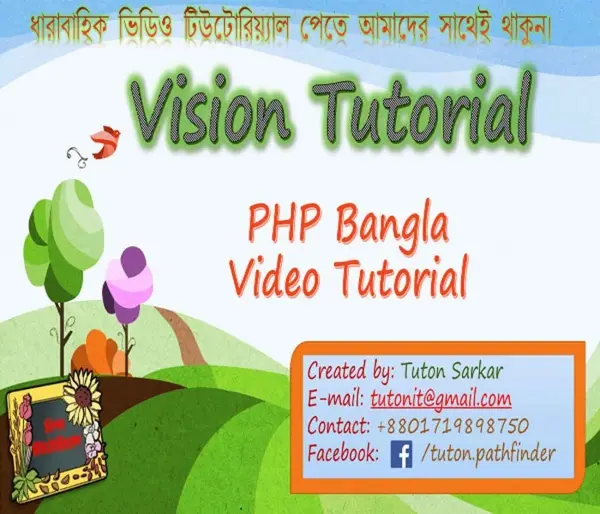 ধারাবাহিক ভিডিও টিউটোরিয়্যাল পেতে আমাদের সাথেই থাকুন।
Vision Tutorial
PHP Bangla
Video Tutorial
Created by: Tuton Sarkar
E-mail: tutonit@gmail.com
Contact: +8801719898750
Facebook: /tuton.pathfinder